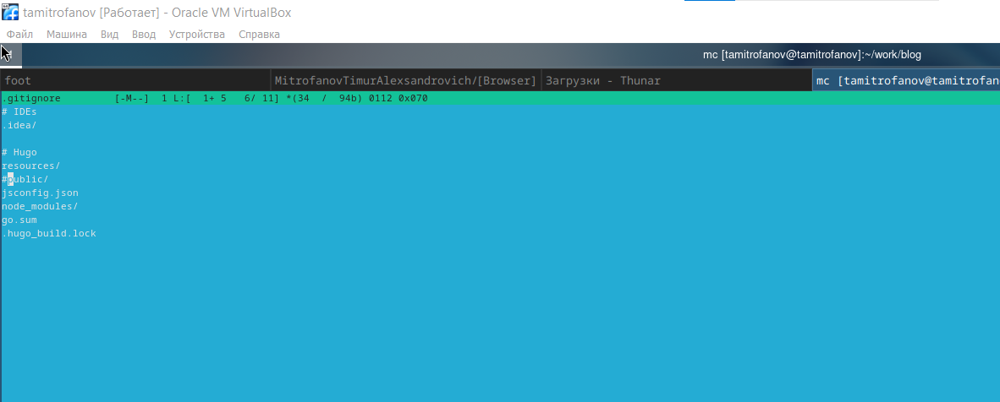 tamitrofanov [Работает] - Oracle VM VirtualBox
Файл Машина Вид Ввод Устройства Справка
mc [tamitrofanov@tamitrofanov]:~/work/blog
foot MitrofanovTimurAlexsandrovich/[Browser] Загрузки - Thunar mc [tamitrofanov@tamitrofan
.gitignore [-M--] 1 L:[ 1+ 5 6/ 11] *(34 / 94b) 0112 0x070
# IDEs
.idea/
# Hugo
resources/
#public/
jsconfig.json
node_modules/
go.sum
.hugo_build.lock